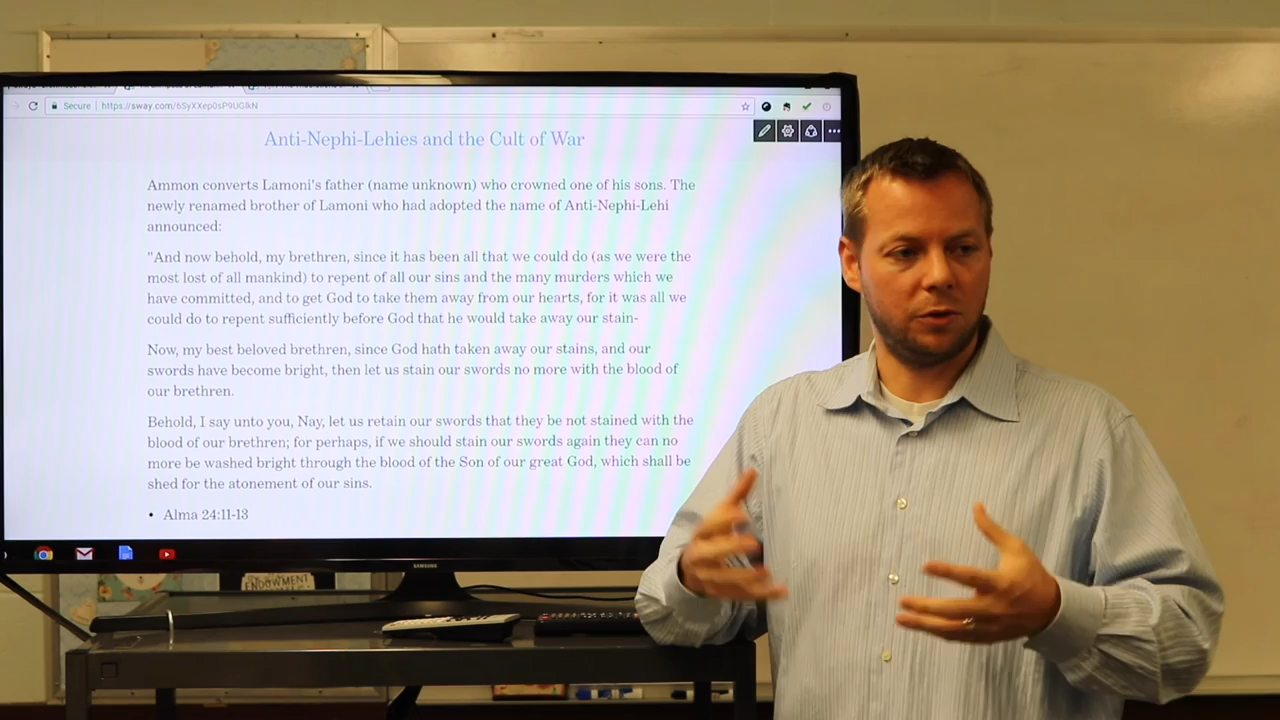 Secure | https://sway.com/6SyXXep0sP9UGlkN
Anti-Nephi-Lehies and the Cult of War
Ammon converts Lamoni's father (name unknown) who crowned one of his sons. The
newly renamed brother of Lamoni who had adopted the name of Anti-Nephi-Lehi
announced:
"And now behold, my brethren, since it has been all that we could do (as we were the
most lost of all mankind) to repent of all our sins and the many murders which we
have committed, and to get God to take them away from our hearts, for it was all we
could do to repent sufficiently before God that he would take away our stain-
Now, my best beloved brethren, since God hath taken away our stains, and our
swords have become bright, then let us stain our swords no more with the blood of
our brethren.
Behold, I say unto you, Nay, let us retain our swords that they be not stained with the
blood of our brethren; for perhaps, if we should stain our swords again they can no
more be washed bright through the blood of the Son of our great God, which shall be
shed for the atonement of our sins.
• Alma 24:11-13
SAMSUNG
ENDOWMENT